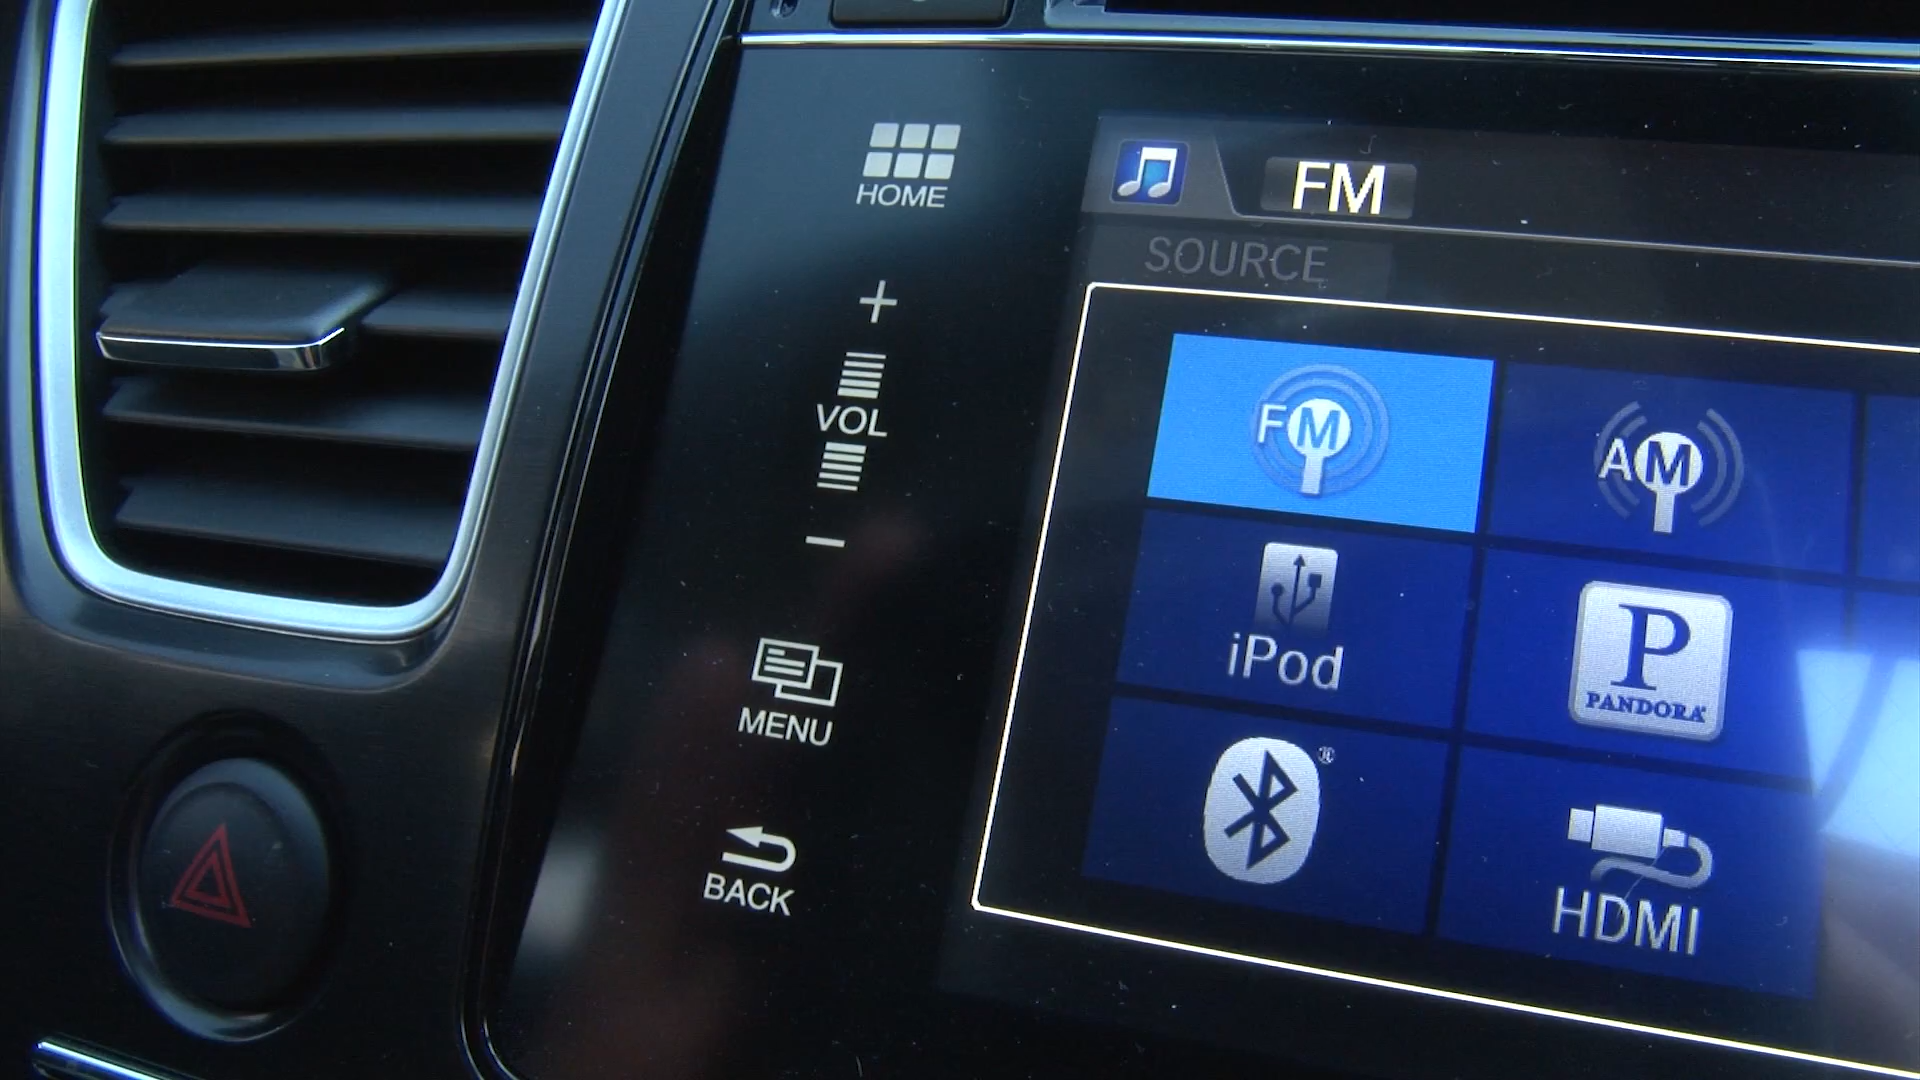 HOME
+
VOL
−
MENU
BACK
FM
SOURCE
FM
AM
iPod
P
PANDORA
®
HDMI